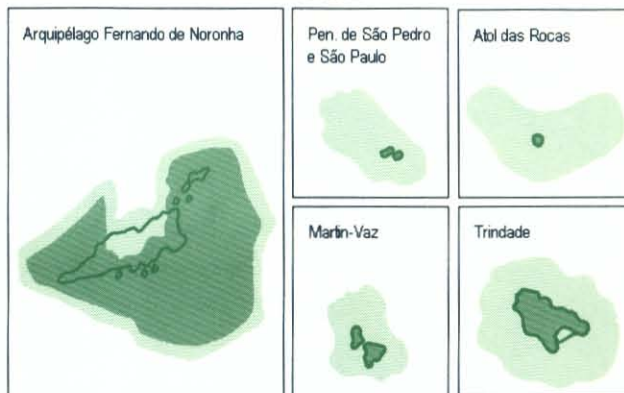 Arquipélago Fernando de Noronha
Pen. de São Pedro
e São Paulo
Atol das Rocas
Martin-Vaz
Trindade